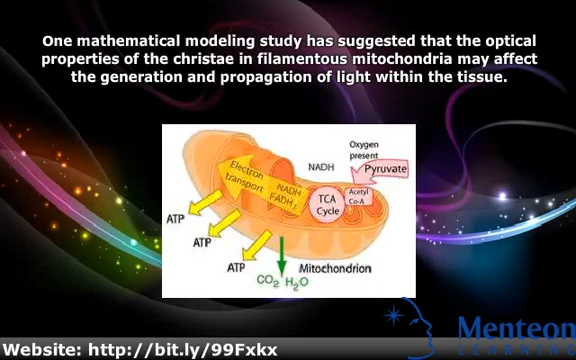 One mathematical modeling study has suggested that the optical
properties of the christae in filamentous mitochondria may affect
the generation and propagation of light within the tissue.
Oxygen
present
NADH
Pyruvate
Electron
transport
NADH
FADH₂
TCA
Cycle
Acetyl
Co-A
ATP
ATP
ATP
CO₂ H₂O
Mitochondrion
Menteon
LEARNING
Website: http://bit.ly/99Fxkx